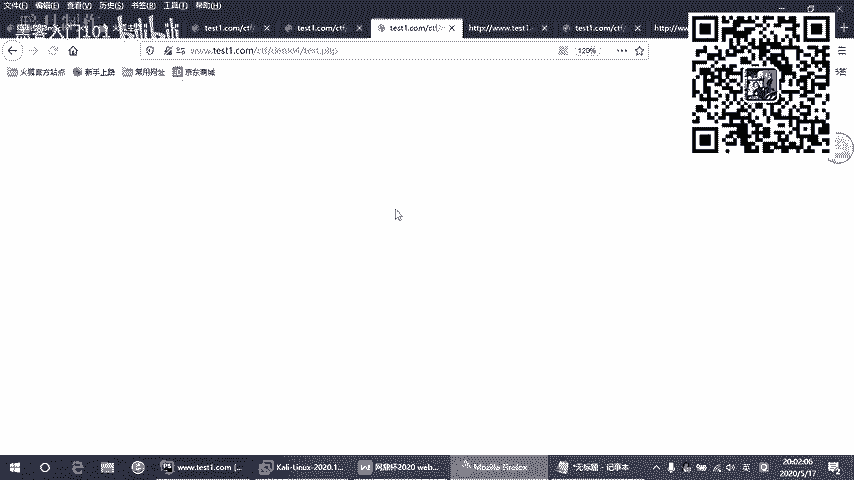 文件(F) 编辑(E) 查看(V) 历史(S) 书签(B) 工具(T) 帮助(H)
黑客入门101 bilibili
test1.com/ctf/ test1.com/ctf/ test1.com/ctf/ http://www.test1 test1.com/ctf/ http://ww
www.test1.com/ctf/ 120%
火狐官方站点 新手上路 常用网址 京东商城
www.test1.com [... Kali-Linux-2020.1... 网鼎杯2020 web... Mozilla Firefox *无标题 - 记事本 英
20:02:06
2020/5/17